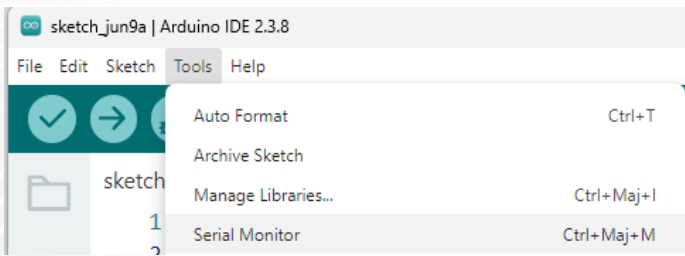 sketch_jun9a | Arduino IDE 2.3.8
File Edit Sketch Tools Help
Auto Format Ctrl+T
Archive Sketch
sketch
Manage Libraries... Ctrl+Maj+I
1
Serial Monitor Ctrl+Maj+M
2